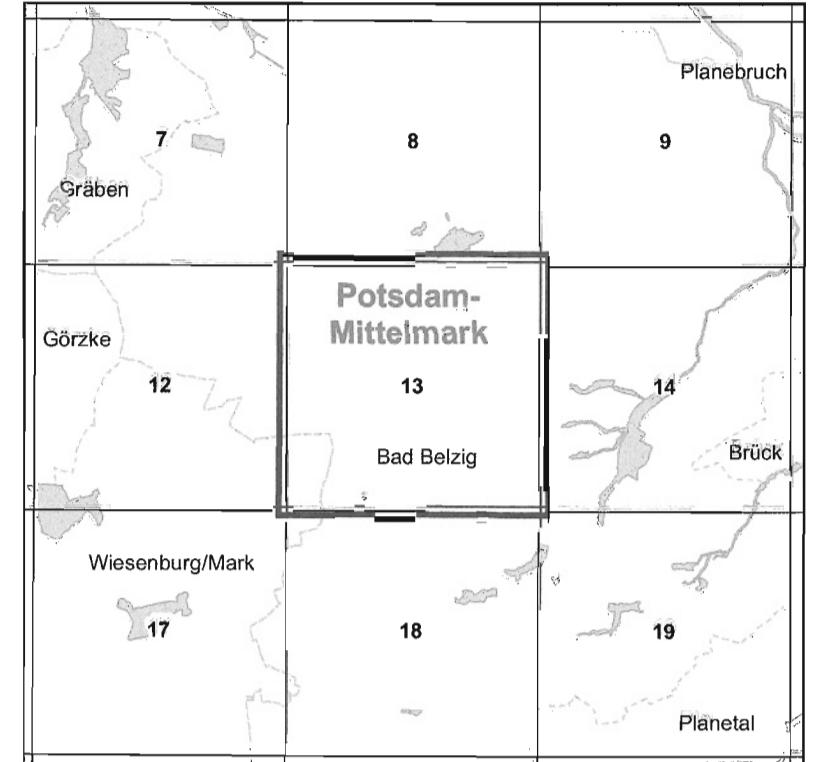 Planebruch
7
8
9
Gräben
Potsdam-
Mittelmark
Görzke
12
13
14
Bad Belzig
Brück
Wiesenburg/Mark
17
18
19
Planetal